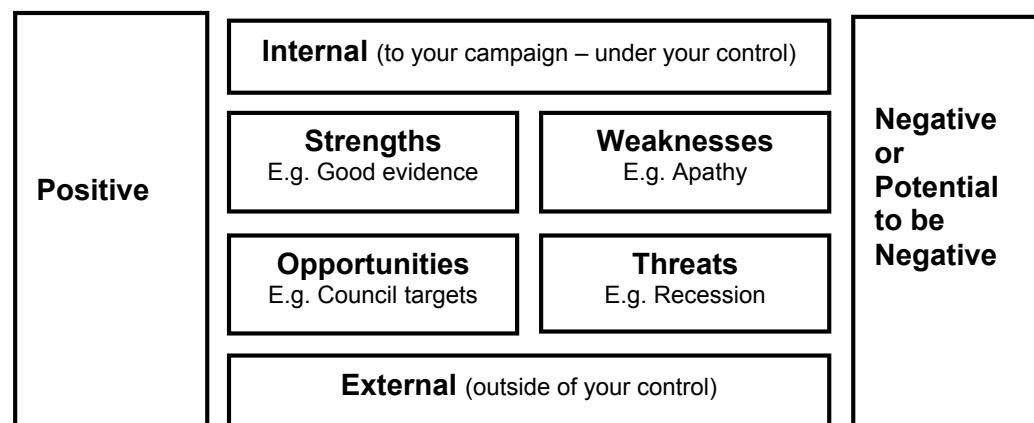 Positive
Internal (to your campaign – under your control)
Strengths
E.g. Good evidence
Weaknesses
E.g. Apathy
Opportunities
E.g. Council targets
Threats
E.g. Recession
External (outside of your control)
Negative
or
Potential
to be
Negative